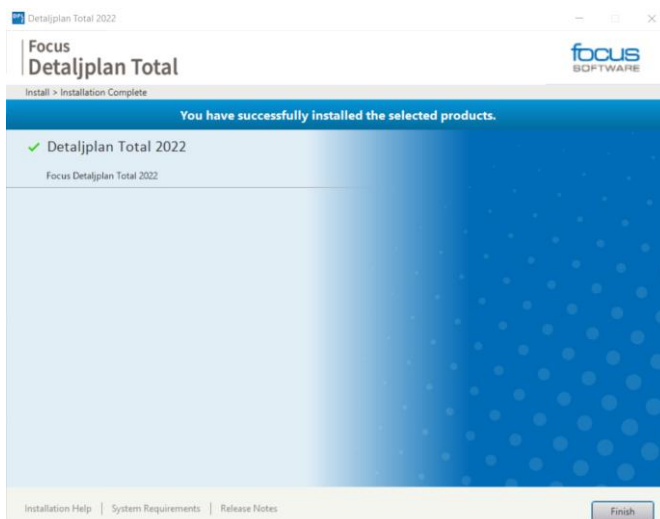 Detaljplan Total 2022
Focus
Detaljplan Total
focus
SOFTWARE
Install > Installation Complete
You have successfully installed the selected products.
Detaljplan Total 2022
Focus Detaljplan Total 2022
Installation Help | System Requirements | Release Notes
Finish